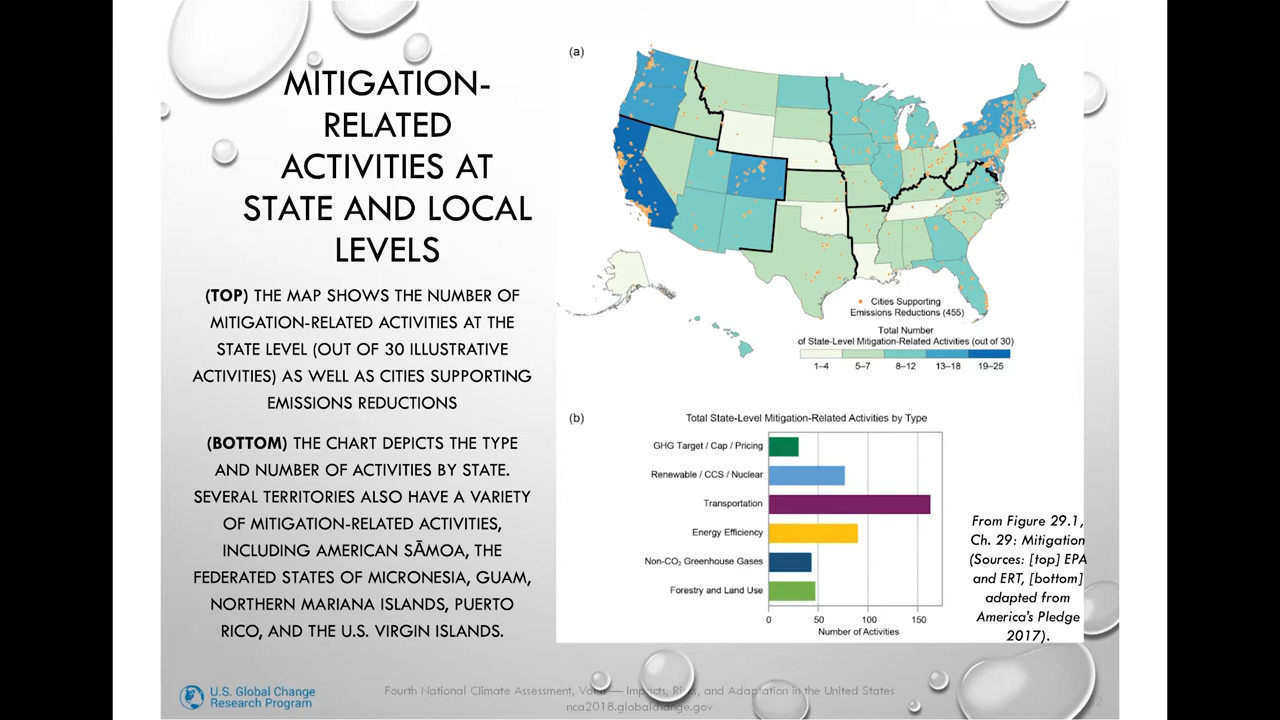 MITIGATION-
RELATED
ACTIVITIES AT
STATE AND LOCAL
LEVELS
(TOP) THE MAP SHOWS THE NUMBER OF
MITIGATION-RELATED ACTIVITIES AT THE
STATE LEVEL (OUT OF 30 ILLUSTRATIVE
ACTIVITIES) AS WELL AS CITIES SUPPORTING
EMISSIONS REDUCTIONS
(BOTTOM) THE CHART DEPICTS THE TYPE
AND NUMBER OF ACTIVITIES BY STATE.
SEVERAL TERRITORIES ALSO HAVE A VARIETY
OF MITIGATION-RELATED ACTIVITIES,
INCLUDING AMERICAN SĀMOA, THE
FEDERATED STATES OF MICRONESIA, GUAM,
NORTHERN MARIANA ISLANDS, PUERTO
RICO, AND THE U.S. VIRGIN ISLANDS.
(a)
Cities Supporting
Emissions Reductions (455)
Total Number
of State-Level Mitigation-Related Activities (out of 30)
1–4 5–7 8–12 13–18 19–25
(b)
Total State-Level Mitigation-Related Activities by Type
GHG Target / Cap / Pricing
Renewable / CCS / Nuclear
Transportation
Energy Efficiency
Non-CO₂ Greenhouse Gases
Forestry and Land Use
0 50 100 150
Number of Activities
From Figure 29.1,
Ch. 29: Mitigation
(Sources: [top] EPA
and ERT, [bottom]
adapted from
America's Pledge
2017).
U.S. Global Change
Research Program
Fourth National Climate Assessment, — Impacts, and Adaptation in the United States
nca2018.globalchange.gov